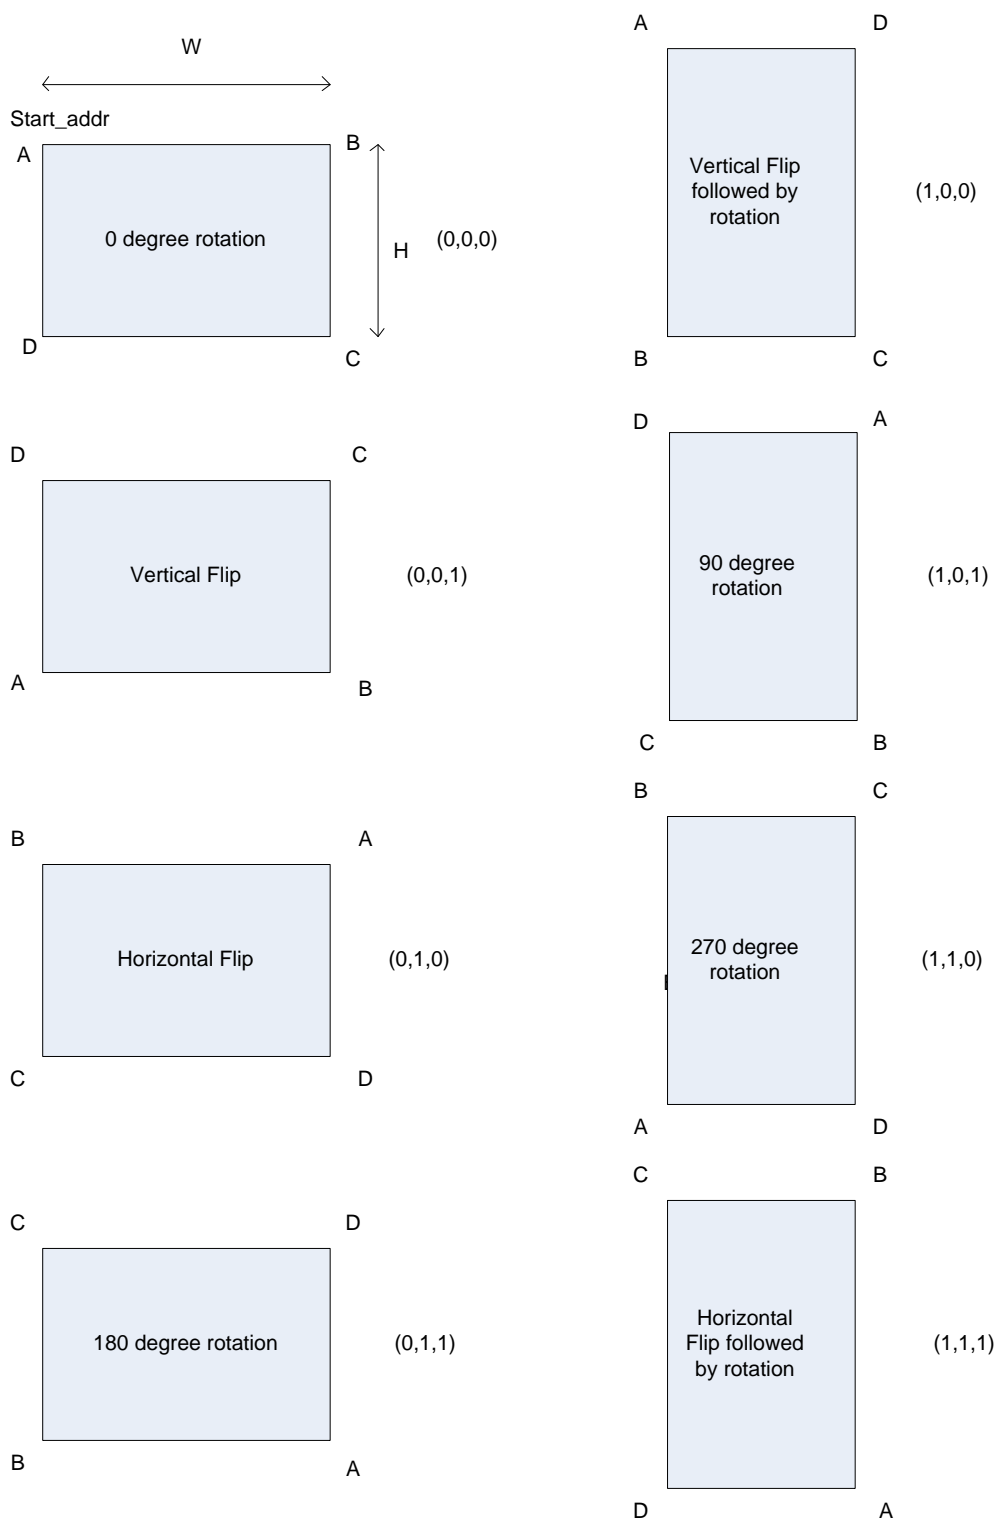 W
Start_addr
A
B
0 degree rotation
H
(0,0,0)
D
C
D
C
Vertical Flip
(0,0,1)
A
B
B
A
Horizontal Flip
(0,1,0)
C
D
C
D
180 degree rotation
(0,1,1)
B
A
A
D
Vertical Flip
followed by
rotation
(1,0,0)
B
C
D
A
90 degree
rotation
(1,0,1)
C
B
B
C
270 degree
rotation
(1,1,0)
A
D
C
B
Horizontal
Flip followed
by rotation
(1,1,1)
D
A